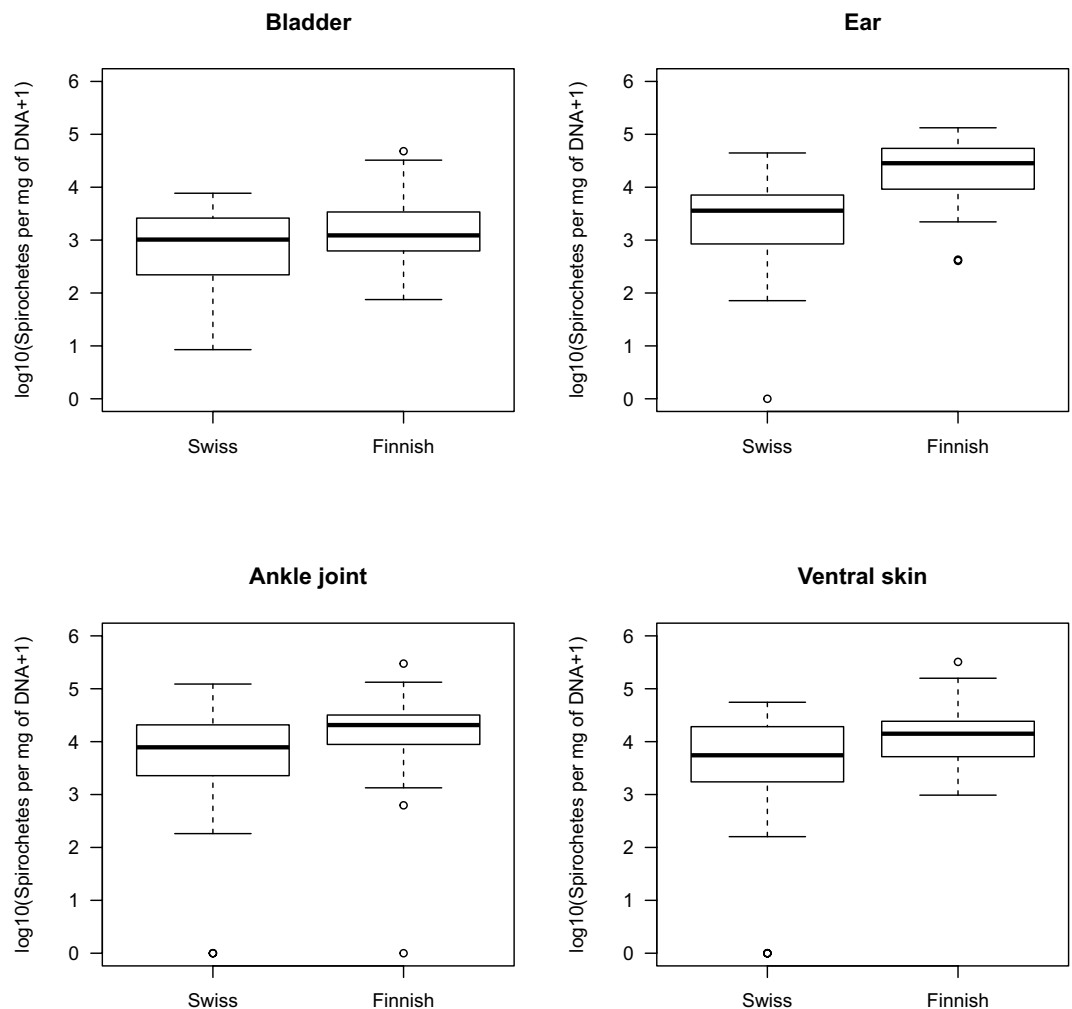 Bladder
log10(Spirochetes per mg of DNA+1)
6
5
4
3
2
1
0
Swiss
Finnish
Ear
log10(Spirochetes per mg of DNA+1)
6
5
4
3
2
1
0
Swiss
Finnish
Ankle joint
log10(Spirochetes per mg of DNA+1)
6
5
4
3
2
1
0
Swiss
Finnish
Ventral skin
log10(Spirochetes per mg of DNA+1)
6
5
4
3
2
1
0
Swiss
Finnish